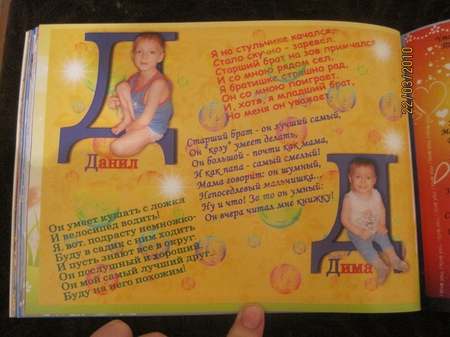 Я на стульчике качался,
Стало скучно - заревел.
Старший брат на зов примчался
И со мною рядом сел.
Я братишке страшно рад,
Он со мною поиграет.
И, хотя, я младший брат,
Но меня он уважает
Д
Данил
Старший брат - он лучший самый,
Он "козу" умеет делать,
Он большой - почти как мама,
И как папа - самый смелый!
Мама говорит: он шумный,
Непоседевый мальчишка...
Ну и что! За то он умный:
Он вчера читал мне книжку!
Он умеет кушать с ложки
И велосипед водить!
Я вот, подрасту немножко-
Буду в садик с ним ходить
И пусть знают все в округе
Он послушный и хороший.
Он мой самый лучший друг
Буду на него похожим!
Д
Дима
22/03/2010